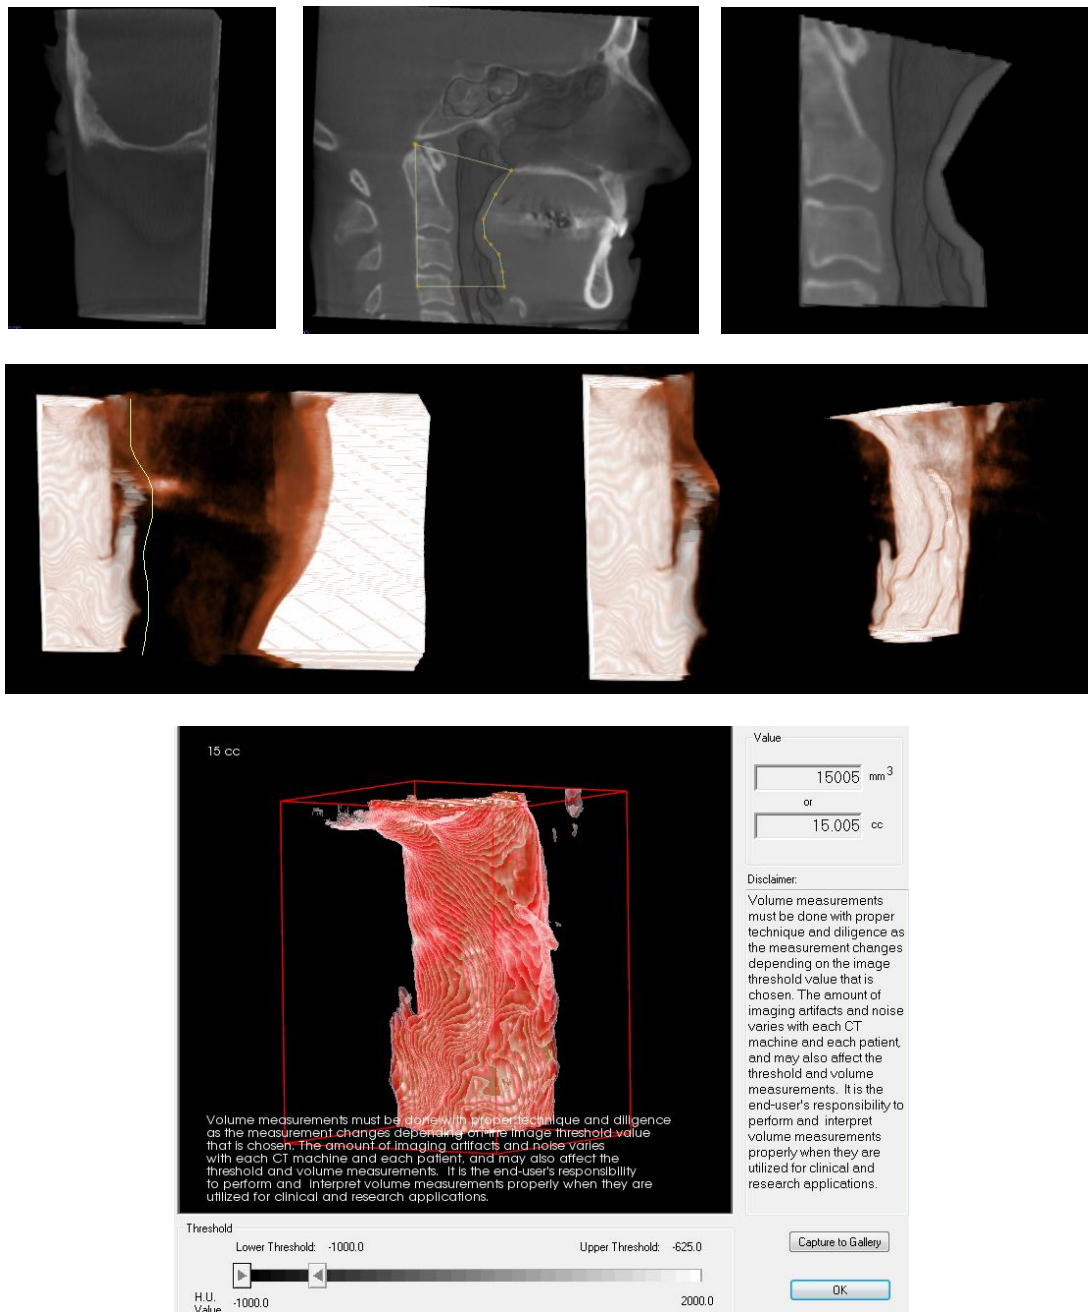 15 cc
Volume measurements must be done with proper technique and diligence
as the measurement changes depending on the image threshold value
that is chosen. The amount of imaging artifacts and noise varies
with each CT machine and each patient, and may also affect the
threshold and volume measurements. It is the end-user's responsibility
to perform and interpret volume measurements properly when they are
utilized for clinical and research applications.
Value
15005 mm3
or
15.005 cc
Disclaimer:
Volume measurements
must be done with proper
technique and diligence as
the measurement changes
depending on the image
threshold value that is
chosen. The amount of
imaging artifacts and noise
varies with each CT
machine and each patient,
and may also affect the
threshold and volume
measurements. It is the
end-user's responsibility to
perform and interpret
volume measurements
properly when they are
utilized for clinical and
research applications.
Threshold
Lower Threshold: -1000.0 Upper Threshold: -625.0
H.U.
Value -1000.0 2000.0
Capture to Gallery
OK